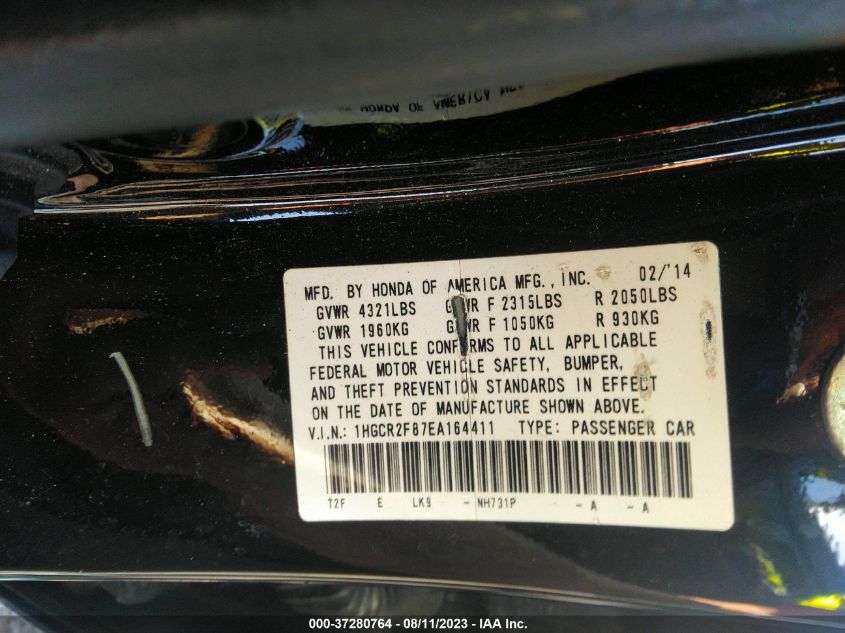 HONDA OF AMERICA
MFD. BY HONDA OF AMERICA MFG., INC. 02/'14
GVWR 4321LBS GAWR F 2315LBS R 2050LBS
GVWR 1960KG GAWR F 1050KG R 930KG
THIS VEHICLE CONFORMS TO ALL APPLICABLE
FEDERAL MOTOR VEHICLE SAFETY, BUMPER,
AND THEFT PREVENTION STANDARDS IN EFFECT
ON THE DATE OF MANUFACTURE SHOWN ABOVE.
V.I.N.: 1HGCR2F87EA164411 TYPE: PASSENGER CAR
T2F E LK9 - NH731P - A - A
000-37280764 - 08/11/2023 - IAA Inc.